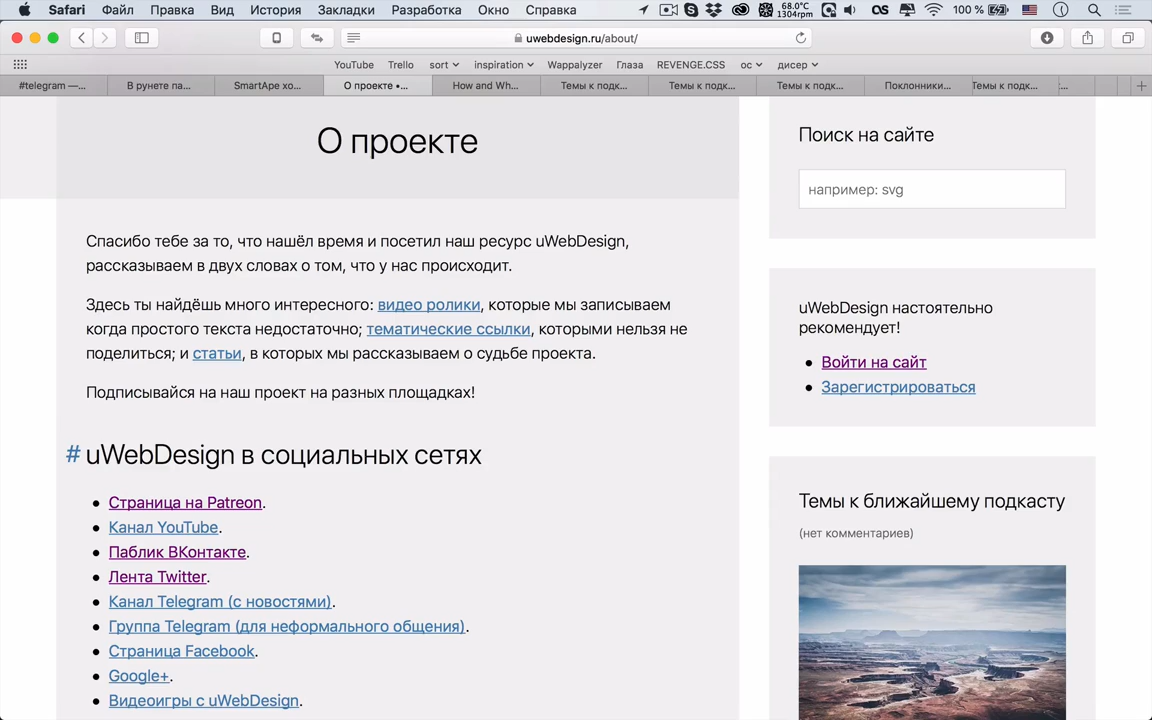 Safari Файл Правка Вид История Закладки Разработка Окно Справка
68.0°C
1304rpm
100 %
uwebdesign.ru/about/
YouTube Trello sort inspiration Wappalyzer Глаза REVENGE.CSS ос дисер
#telegram —... В рунете па... SmartApe хо... О проекте •... How and Wh... Темы к подк... Темы к подк... Темы к подк... Поклонники... Темы к подк...
О проекте
Спасибо тебе за то, что нашёл время и посетил наш ресурс uWebDesign,
рассказываем в двух словах о том, что у нас происходит.
Здесь ты найдёшь много интересного: видео ролики, которые мы записываем
когда простого текста недостаточно; тематические ссылки, которыми нельзя не
поделиться; и статьи, в которых мы рассказываем о судьбе проекта.
Подписывайся на наш проект на разных площадках!
# uWebDesign в социальных сетях
Страница на Patreon.
Канал YouTube.
Паблик ВКонтакте.
Лента Twitter.
Канал Telegram (с новостями).
Группа Telegram (для неформального общения).
Страница Facebook.
Google+.
Видеоигры с uWebDesign.
Поиск на сайте
например: svg
uWebDesign настоятельно
рекомендует!
Войти на сайт
Зарегистрироваться
Темы к ближайшему подкасту
(нет комментариев)